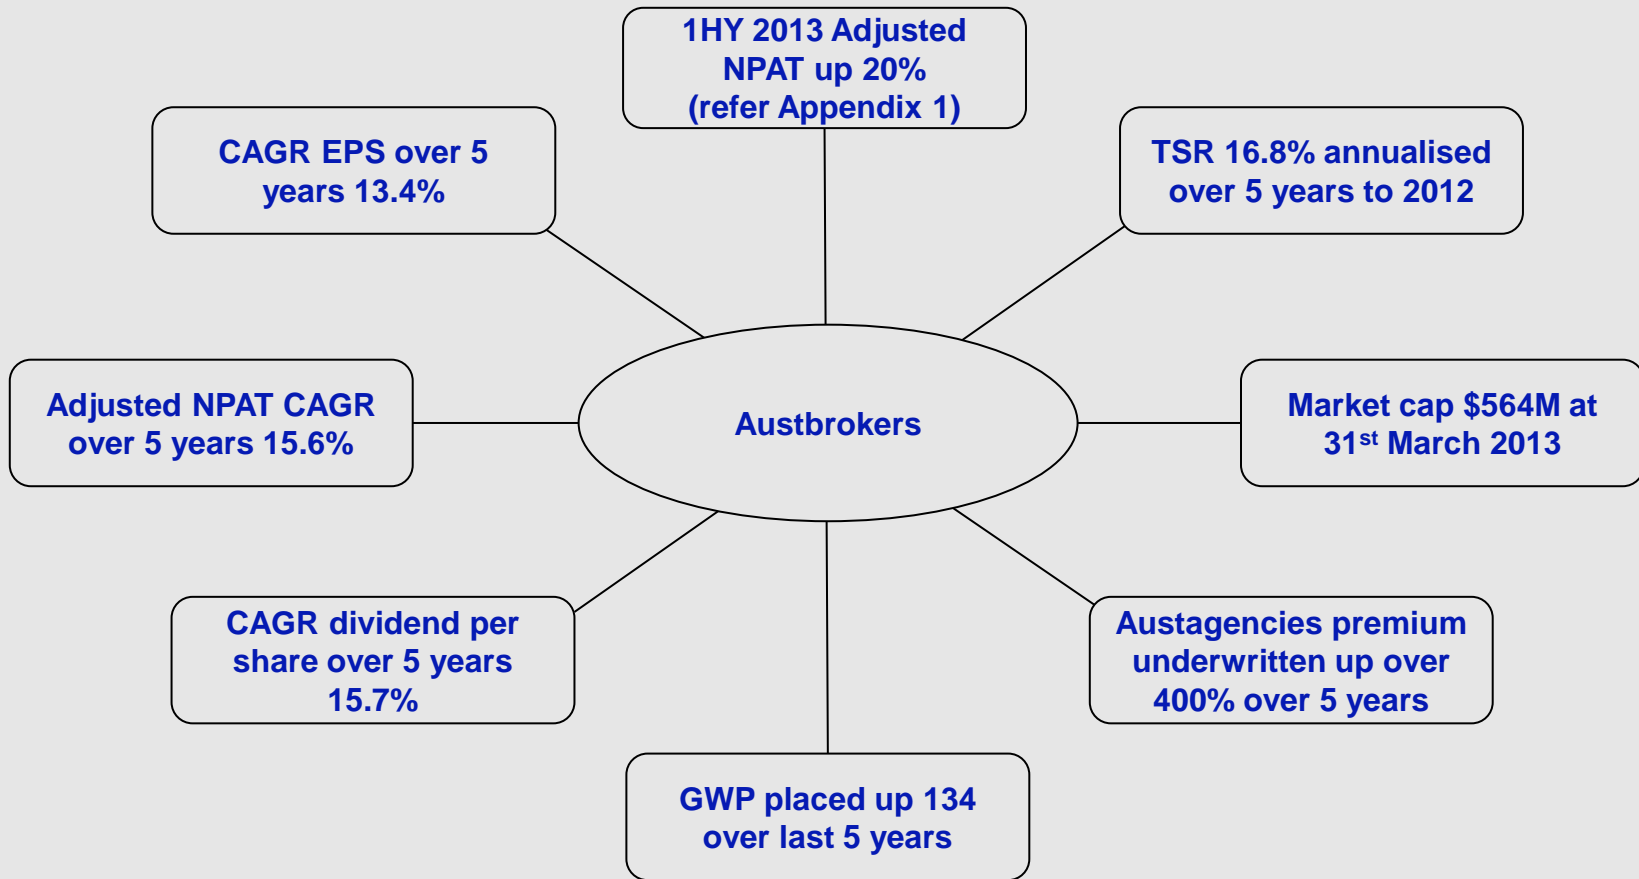 1HY 2013 Adjusted
NPAT up 20%
(refer Appendix 1)
CAGR EPS over 5
years 13.4%
TSR 16.8% annualised
over 5 years to 2012
Adjusted NPAT CAGR
over 5 years 15.6%
Austbrokers
Market cap $564M at
31st March 2013
CAGR dividend per
share over 5 years
15.7%
Austagencies premium
underwritten up over
400% over 5 years
GWP placed up 134
over last 5 years